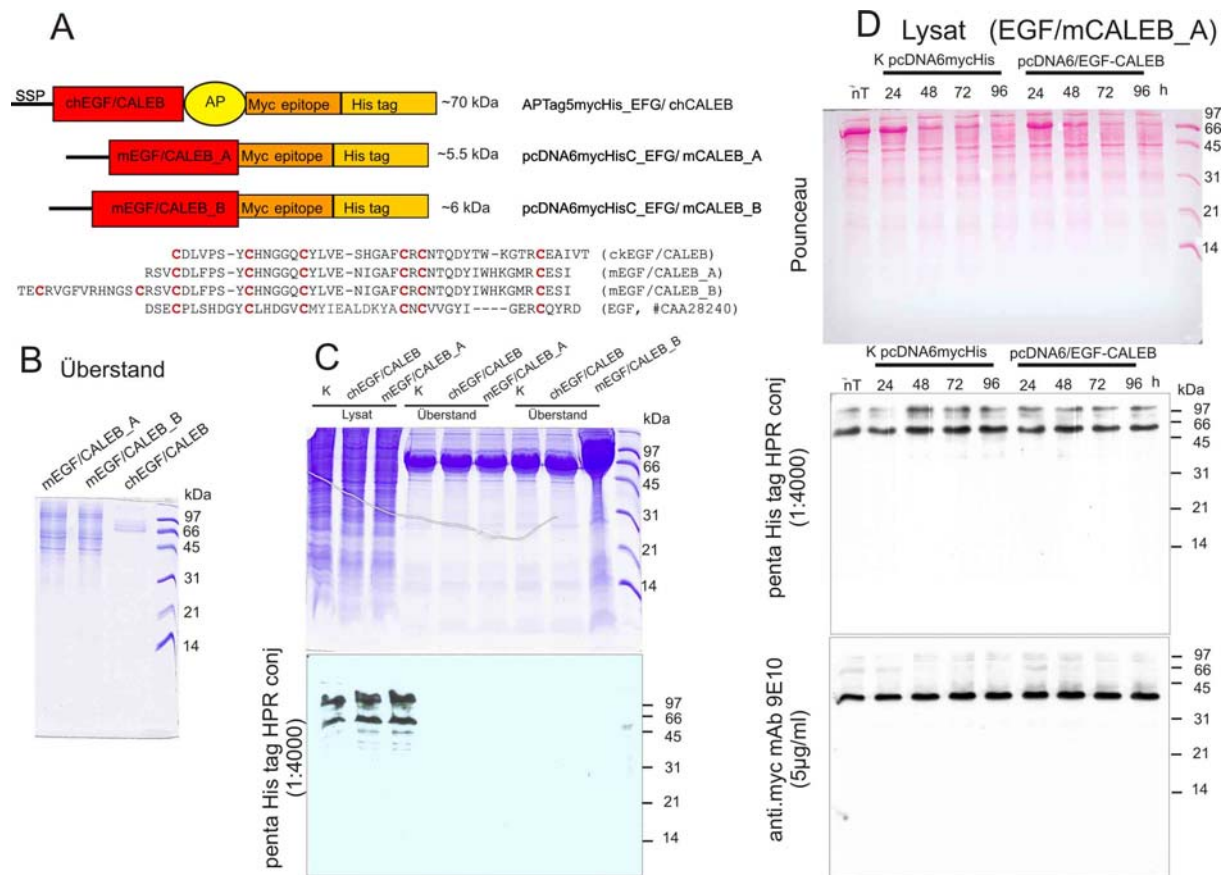 A
SSP
chEGF/CALEB
AP
Myc epitope
His tag
~70 kDa
APTag5mycHis_EFG/ chCALEB
mEGF/CALEB_A
Myc epitope
His tag
~5.5 kDa
pcDNA6mycHisC_EFG/ mCALEB_A
mEGF/CALEB_B
Myc epitope
His tag
~6 kDa
pcDNA6mycHisC_EFG/ mCALEB_B
CDLVPS-YCHNGGQCYLVE-SHGAFCRCNTQDYTW-KGTRCEAIVT (ckEGF/CALEB)
RSVCDLFPS-YCHNGGQCYLVE-NIGAFCRCNTQDYIWHKGMRCESI (mEGF/CALEB_A)
TECRVGFVRHNGSCRSVCDLFPS-YCHNGGQCYLVE-NIGAFCRCNTQDYIWHKGMRCESI (mEGF/CALEB_B)
DSECPLSHDGYCLHDGVCMYIEALDKYACNCVVGYI----GERCQYRD (EGF, #CAA28240)
B Überstand
mEGF/CALEB_A
mEGF/CALEB_B
chEGF/CALEB
kDa
97
66
45
31
21
14
C
K chEGF/CALEB mEGF/CALEB_A K chEGF/CALEB mEGF/CALEB_A K chEGF/CALEB mEGF/CALEB_B
Lysat Überstand Überstand
kDa
97
66
45
31
21
14
penta His tag HPR conj
(1:4000)
97
66
45
31
21
14
D Lysat (EGF/mCALEB_A)
K pcDNA6mycHis pcDNA6/EGF-CALEB
nT 24 48 72 96 24 48 72 96 h
97
66
45
31
21
14
Pounceau
K pcDNA6mycHis pcDNA6/EGF-CALEB
nT 24 48 72 96 24 48 72 96 h
kDa
97
66
45
31
21
14
penta His tag HPR conj
(1:4000)
97
66
45
31
21
14
anti.myc mAb 9E10
(5µg/ml)